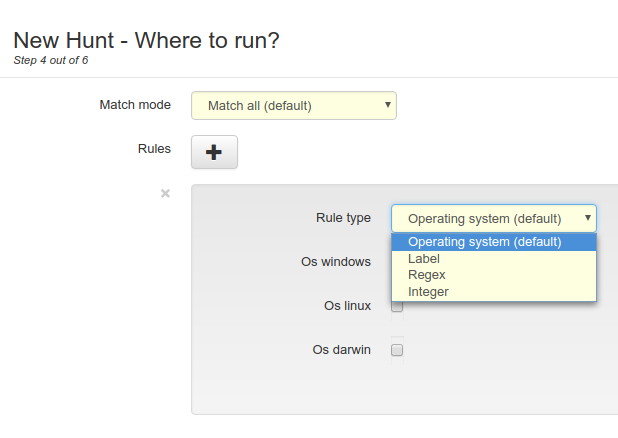 New Hunt - Where to run?
Step 4 out of 6
Match mode
Match all (default)
Rules
Rule type
Operating system (default)
Operating system (default)
Label
Regex
Integer
Os windows
Os linux
Os darwin